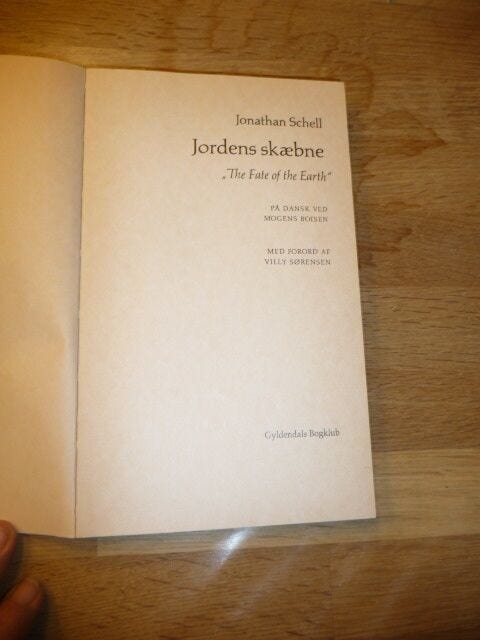 Jonathan Schell
Jordens skæbne
„The Fate of the Earth“
PÅ DANSK VED
MOGENS BOISEN
MED FORORD AF
VILLY SØRENSEN
Gyldendals Bogklub